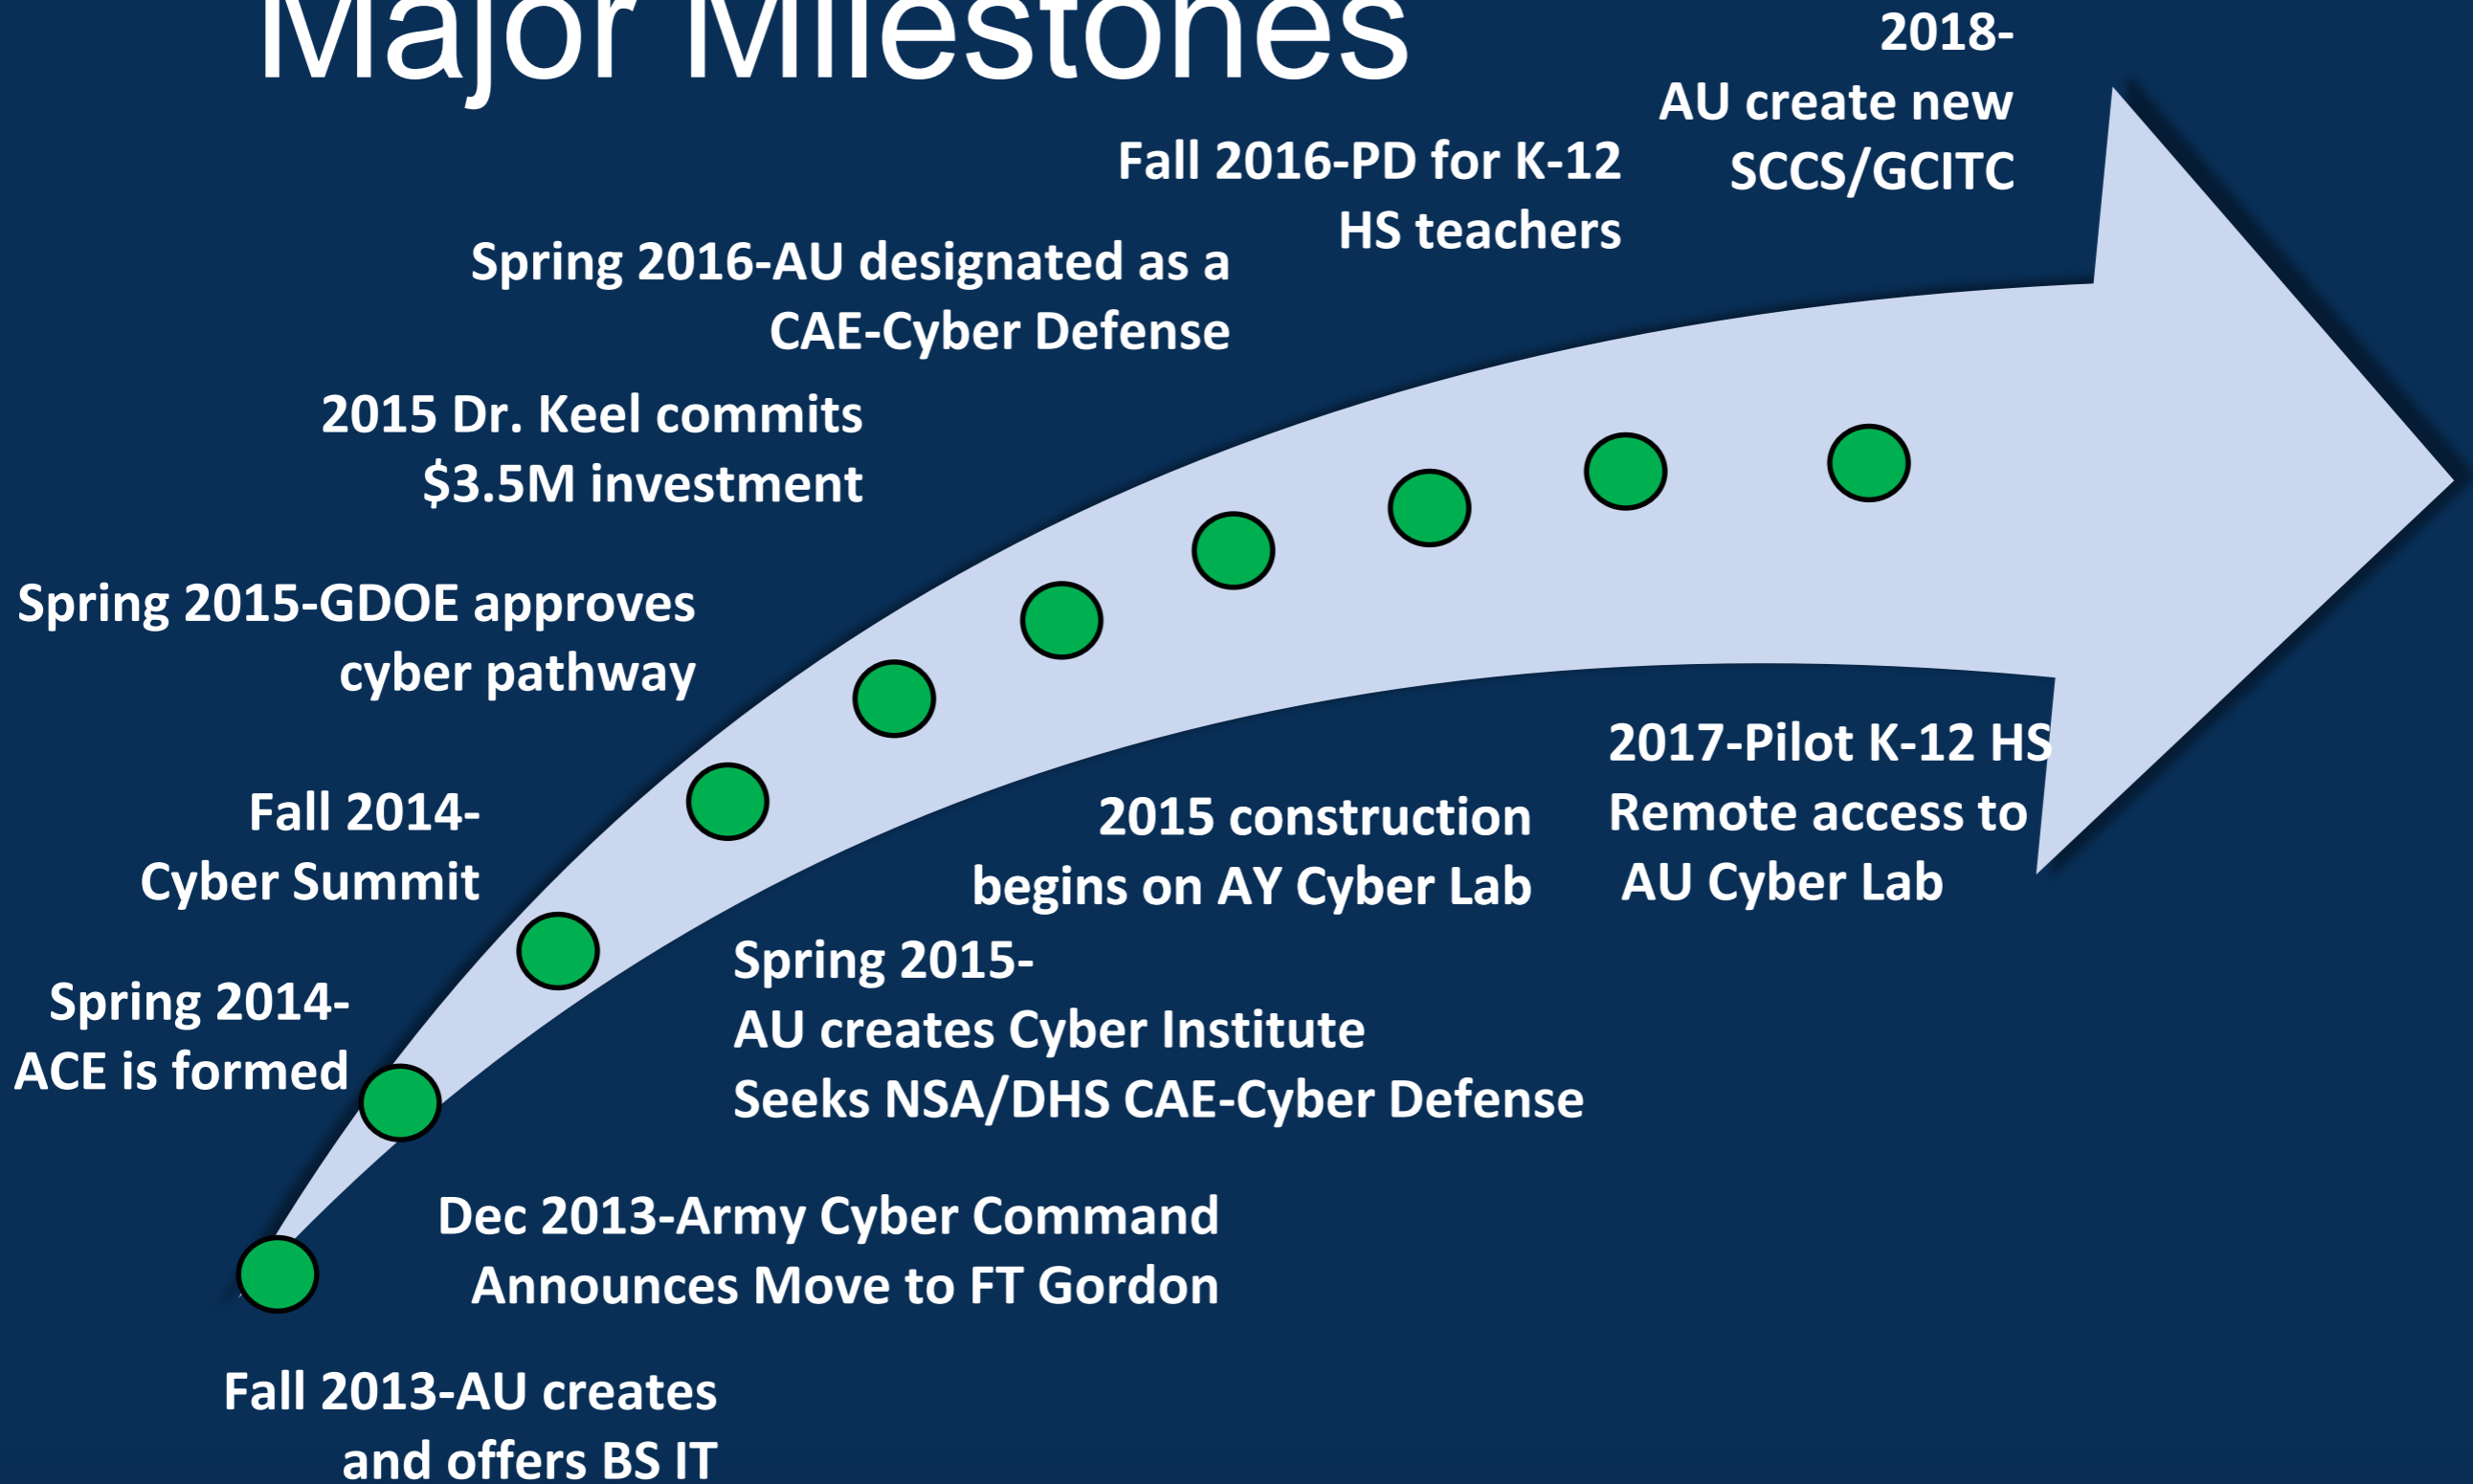 Major Milestones
2018-
AU create new
SCCS/GCITC
Fall 2016-PD for K-12
HS teachers
Spring 2016-AU designated as a
CAE-Cyber Defense
2015 Dr. Keel commits
$3.5M investment
Spring 2015-GDOE approves
cyber pathway
Fall 2014-
Cyber Summit
Spring 2014-
ACE is formed
2017-Pilot K-12 HS
Remote access to
AU Cyber Lab
2015 construction
begins on AY Cyber Lab
Spring 2015-
AU creates Cyber Institute
Seeks NSA/DHS CAE-Cyber Defense
Dec 2013-Army Cyber Command
Announces Move to FT Gordon
Fall 2013-AU creates
and offers BS IT